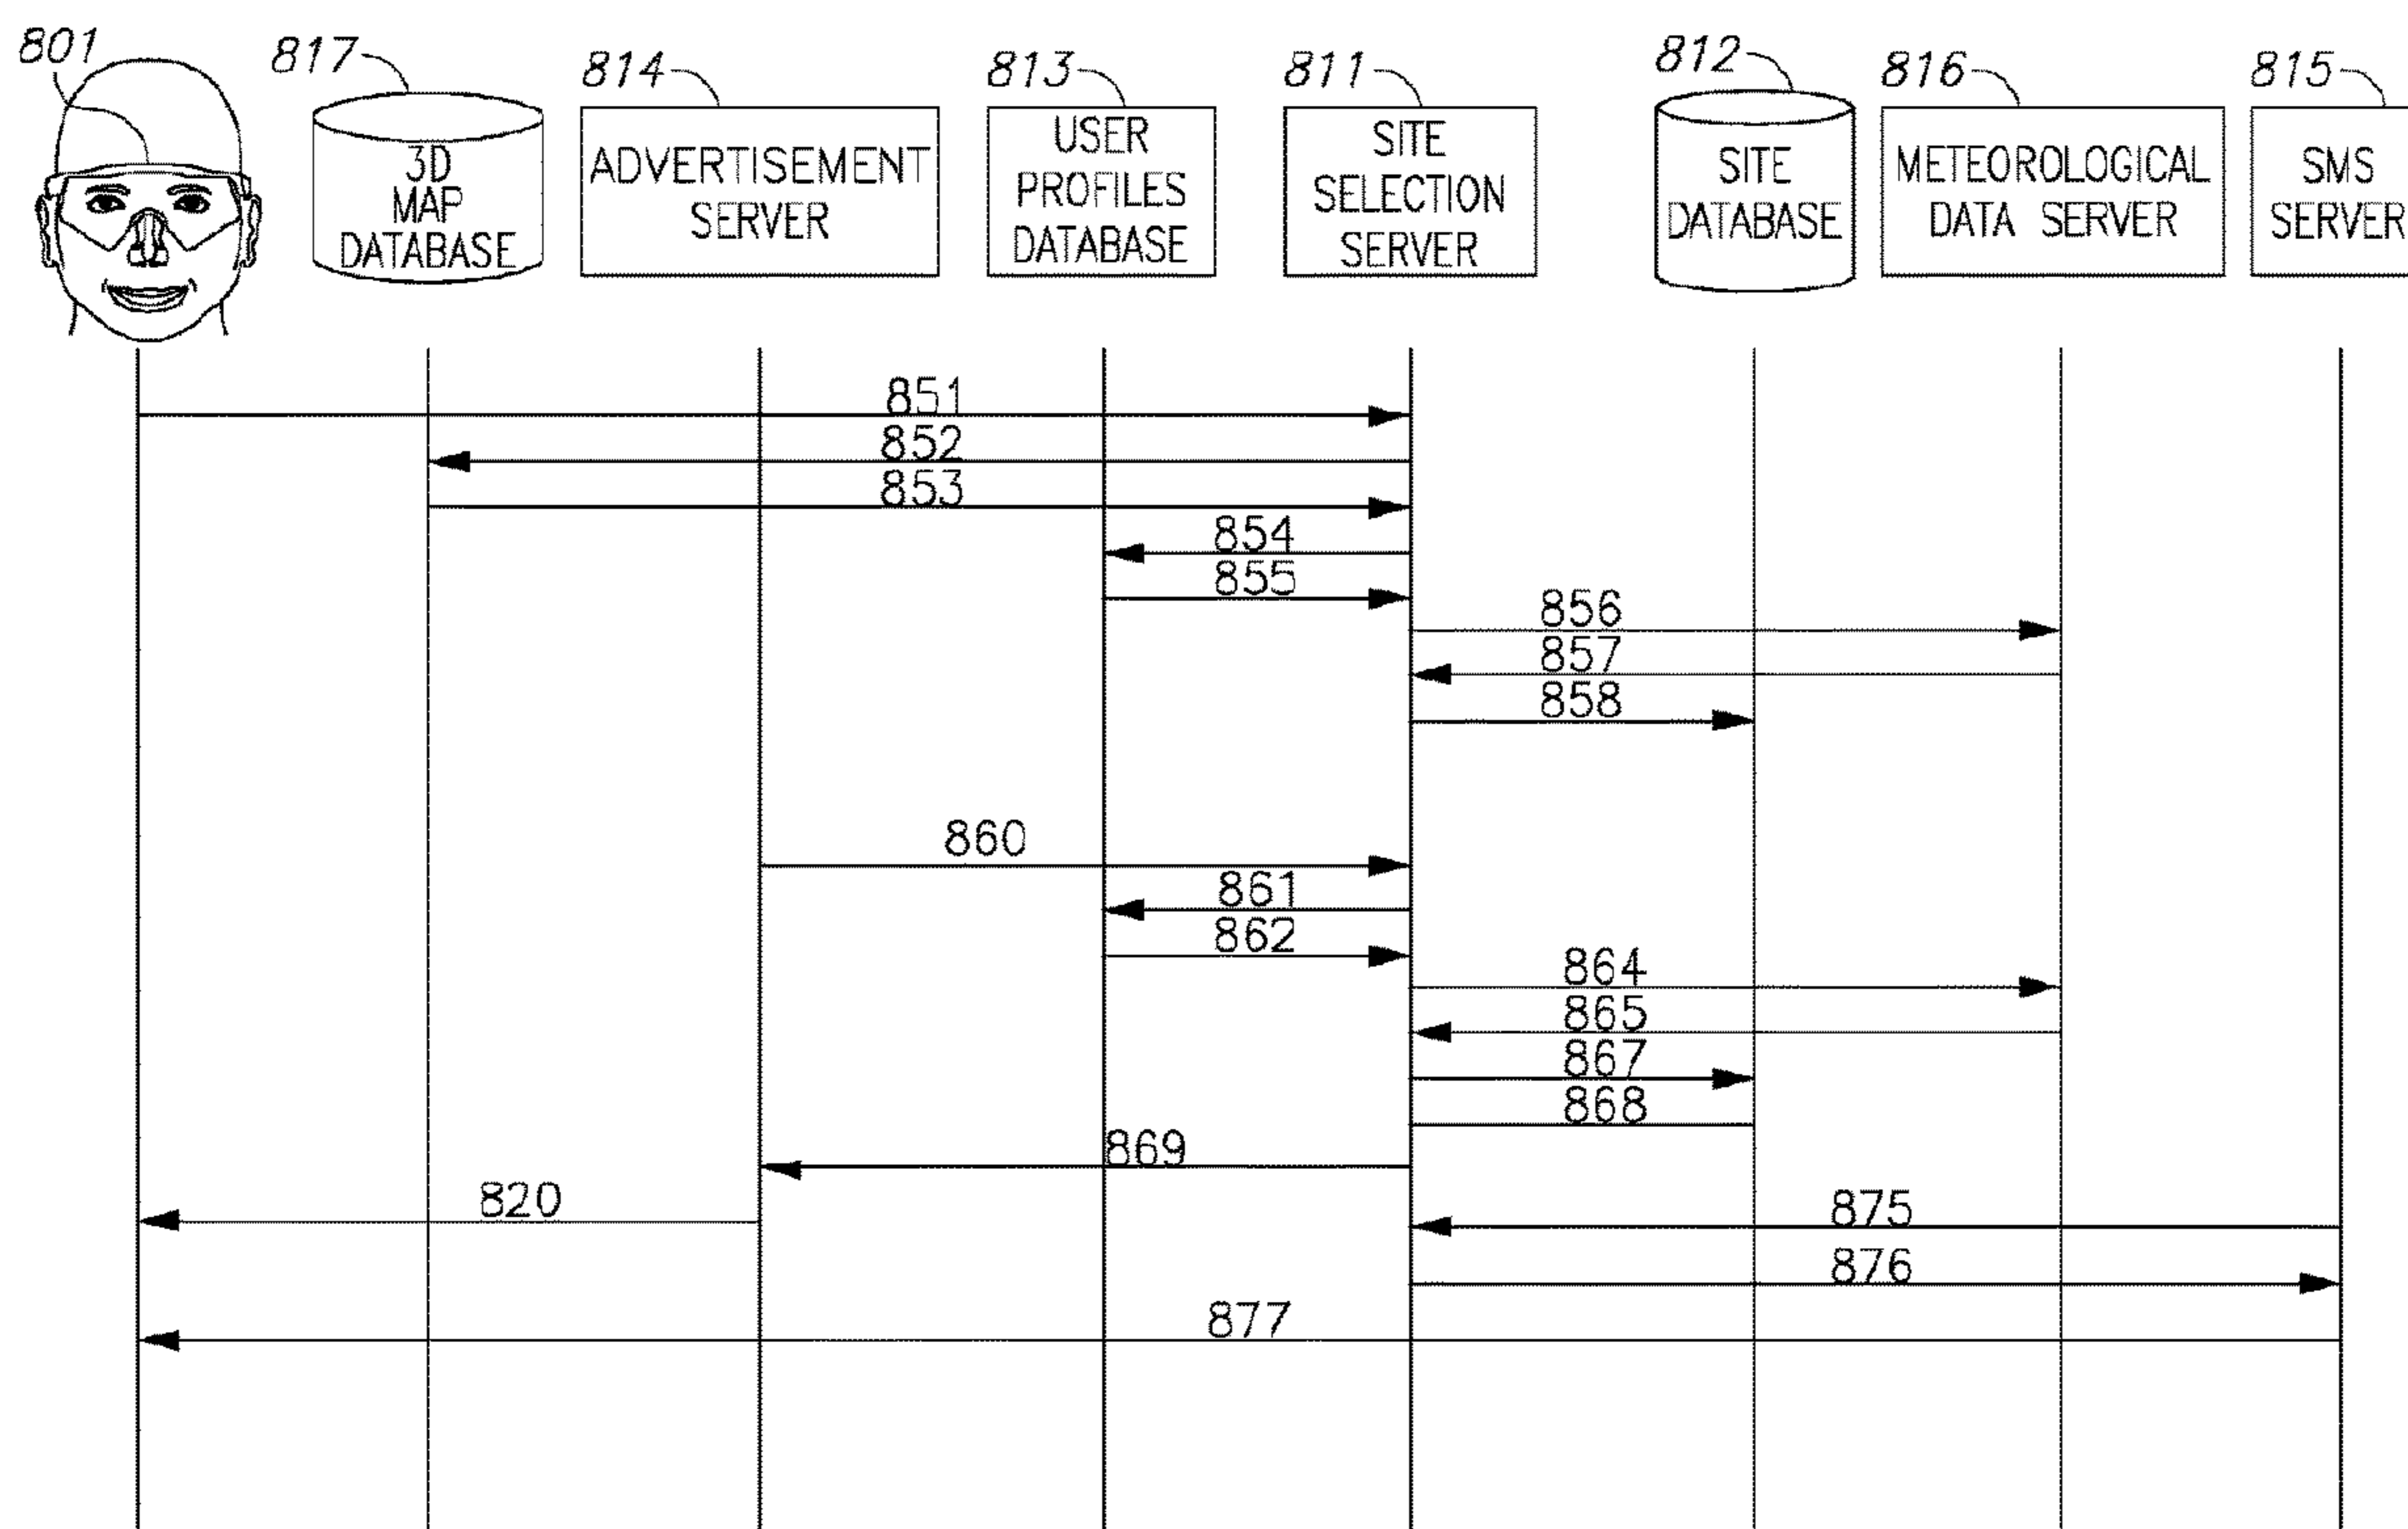 801
817
814
813
811
812
816
815
3D
MAP
DATABASE
ADVERTISEMENT
SERVER
USER
PROFILES
DATABASE
SITE
SELECTION
SERVER
SITE
DATABASE
METEOROLOGICAL
DATA SERVER
SMS
SERVER
851
852
853
854
855
856
857
858
860
861
862
864
865
867
868
869
820
875
876
877